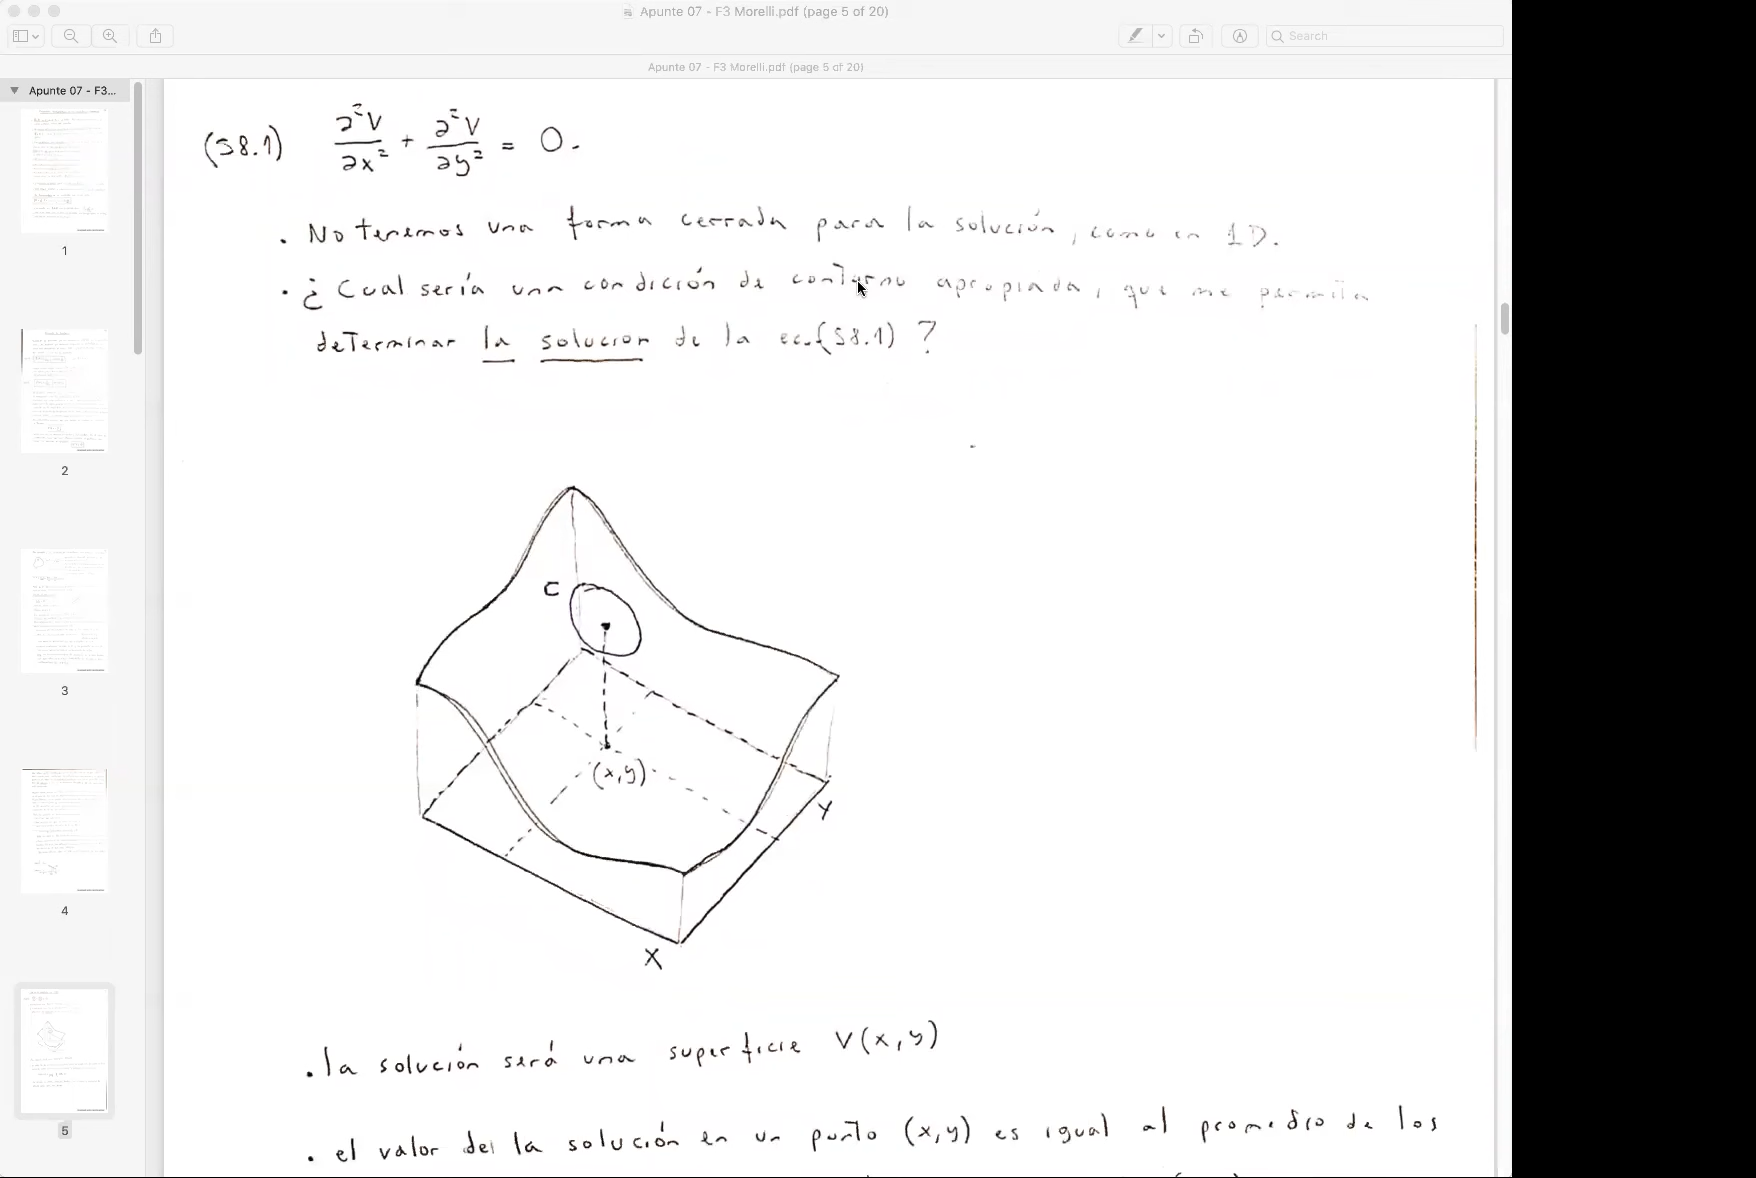 Apunte 07 - F3 Morelli.pdf (page 5 of 20)
Search
Apunte 07 - F3 Morelli.pdf (page 5 of 20)
Apunte 07 - F3...
1
2
3
4
5
(58.1) ∂²V/∂x² + ∂²V/∂y² = 0.
. No tenemos una forma cerrada para la solución, como en 1D.
. ¿Cual sería una condición de contorno apropiada, que me permita
determinar la solución de la ec.(58.1)?
C
(x,y)
Y
X
. la solución será una superficie V(x,y)
. el valor de la solución en un punto (x,y) es igual al promedio de los